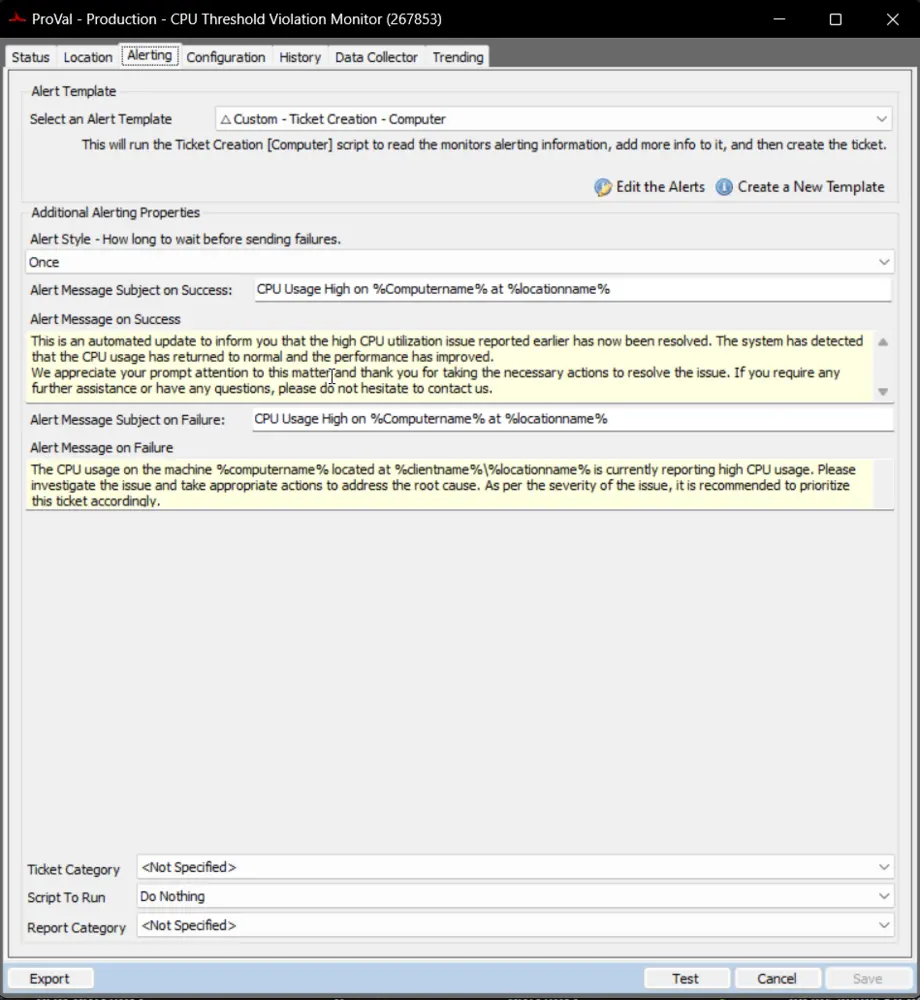 ProVal - Production - CPU Threshold Violation Monitor (267853)
Status Location Alerting Configuration History Data Collector Trending
Alert Template
Select an Alert Template △ Custom - Ticket Creation - Computer
This will run the Ticket Creation [Computer] script to read the monitors alerting information, add more info to it, and then create the ticket.
Edit the Alerts Create a New Template
Additional Alerting Properties
Alert Style - How long to wait before sending failures.
Once
Alert Message Subject on Success: CPU Usage High on %Computername% at %locationname%
Alert Message on Success
This is an automated update to inform you that the high CPU utilization issue reported earlier has now been resolved. The system has detected
that the CPU usage has returned to normal and the performance has improved.
We appreciate your prompt attention to this matter and thank you for taking the necessary actions to resolve the issue. If you require any
further assistance or have any questions, please do not hesitate to contact us.
Alert Message Subject on Failure: CPU Usage High on %Computername% at %locationname%
Alert Message on Failure
The CPU usage on the machine %computername% located at %clientname%\%locationname% is currently reporting high CPU usage. Please
investigate the issue and take appropriate actions to address the root cause. As per the severity of the issue, it is recommended to prioritize
this ticket accordingly.
Ticket Category <Not Specified>
Script To Run Do Nothing
Report Category <Not Specified>
Export Test Cancel Save